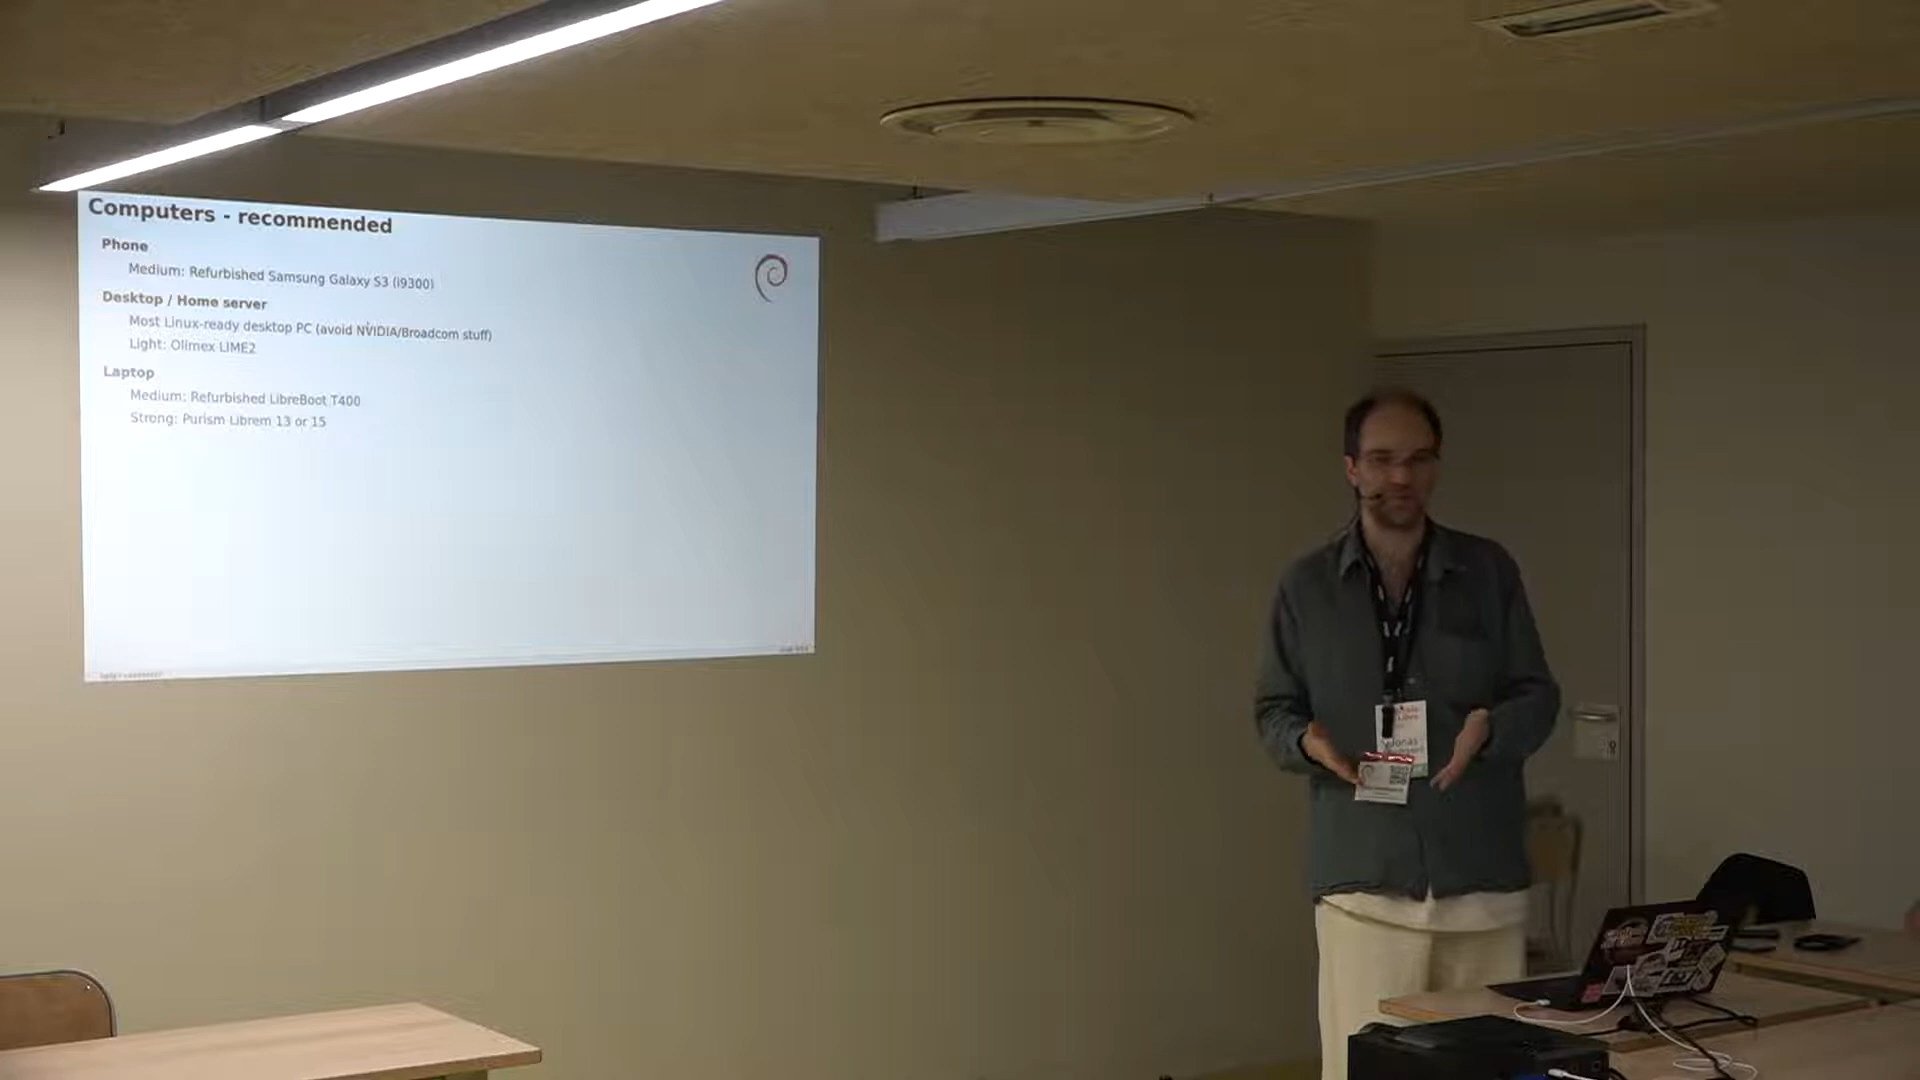 Computers - recommended
Phone
Medium: Refurbished Samsung Galaxy S3 (i9300)
Desktop / Home server
Most Linux-ready desktop PC (avoid NVIDIA/Broadcom stuff)
Light: Olimex LIME2
Laptop
Medium: Refurbished LibreBoot T400
Strong: Purism Librem 13 or 15
Jonas